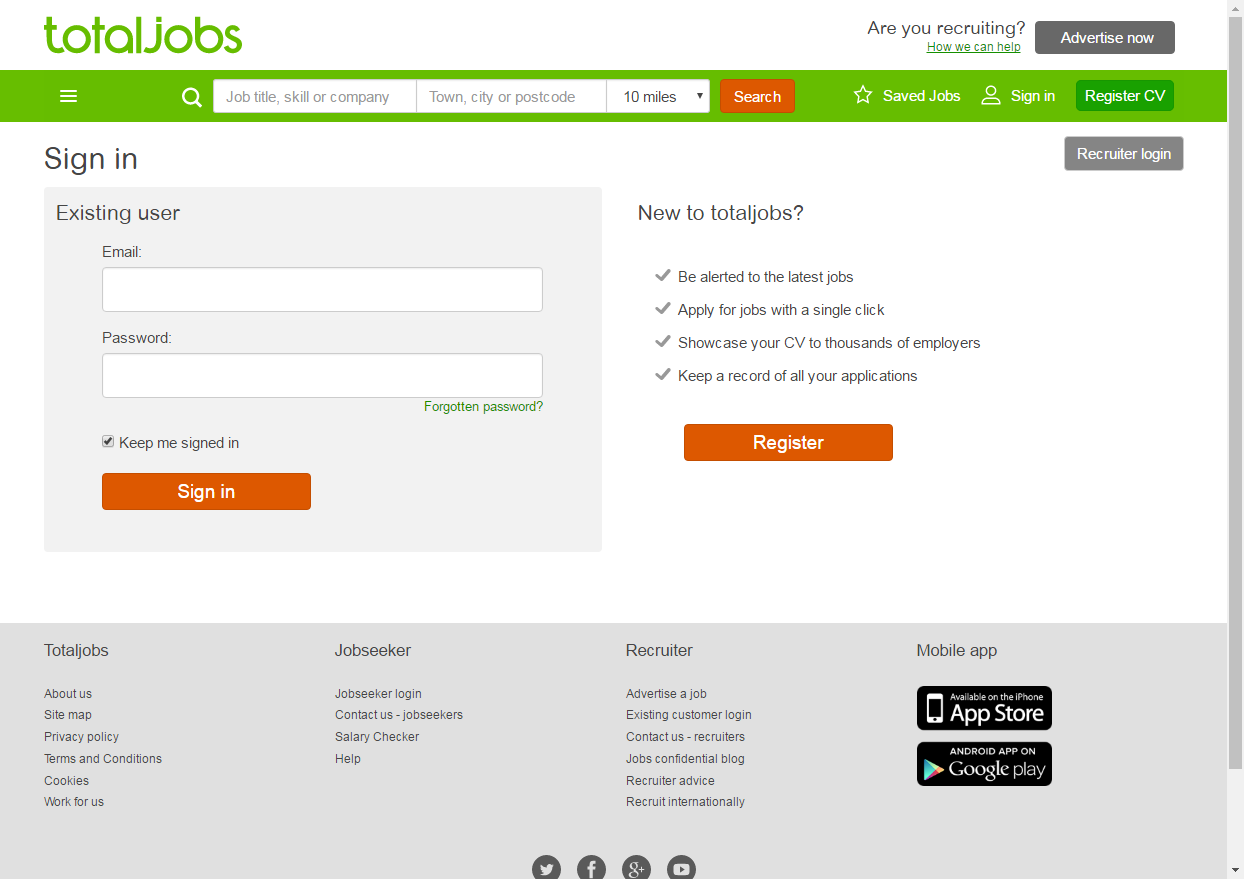 totaljobs
Are you recruiting?
How we can help
Advertise now
Job title, skill or company
Town, city or postcode
10 miles
Search
Saved Jobs
Sign in
Register CV
Sign in
Recruiter login
Existing user
Email:
Password:
Forgotten password?
Keep me signed in
Sign in
New to totaljobs?
Be alerted to the latest jobs
Apply for jobs with a single click
Showcase your CV to thousands of employers
Keep a record of all your applications
Register
Totaljobs
About us
Site map
Privacy policy
Terms and Conditions
Cookies
Work for us
Jobseeker
Jobseeker login
Contact us - jobseekers
Salary Checker
Help
Recruiter
Advertise a job
Existing customer login
Contact us - recruiters
Jobs confidential blog
Recruiter advice
Recruit internationally
Mobile app
Available on the iPhone
App Store
ANDROID APP ON
Google play